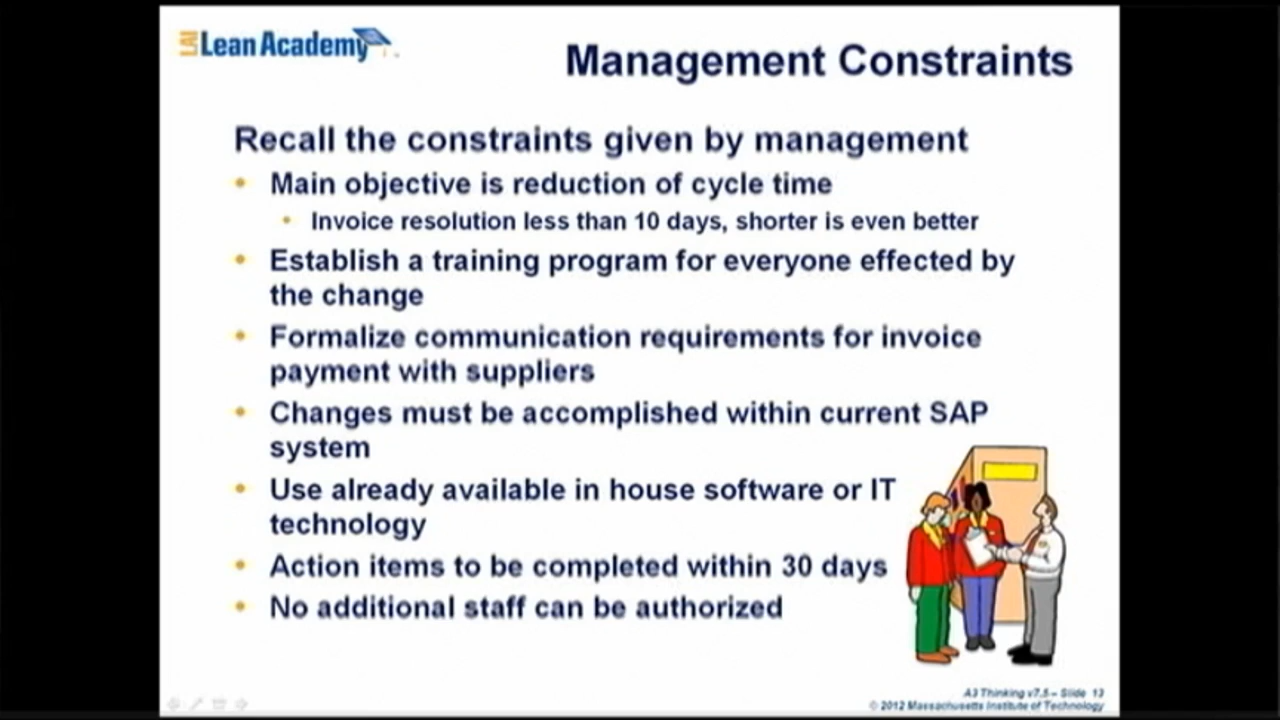 LAI Lean Academy
Management Constraints
Recall the constraints given by management
• Main objective is reduction of cycle time
• Invoice resolution less than 10 days, shorter is even better
• Establish a training program for everyone effected by
the change
• Formalize communication requirements for invoice
payment with suppliers
• Changes must be accomplished within current SAP
system
• Use already available in house software or IT
technology
• Action items to be completed within 30 days
• No additional staff can be authorized
A3 Thinking v7.5 – Slide 13
© 2012 Massachusetts Institute of Technology